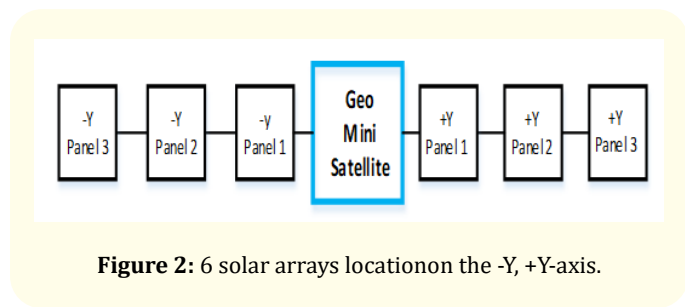 -Y
Panel 3
-Y
Panel 2
-y
Panel 1
Geo
Mini
Satellite
+Y
Panel 1
+Y
Panel 2
+Y
Panel 3
Figure 2: 6 solar arrays locationon the -Y, +Y-axis.